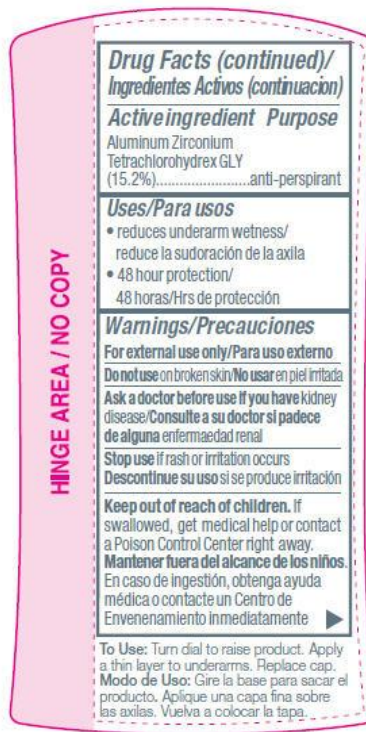 HINGE AREA / NO COPY
Drug Facts (continued)/
Ingredientes Activos (continuacion)
Active ingredient Purpose
Aluminum Zirconium
Tetrachlorohydrex GLY
(15.2%).........................anti-perspirant
Uses/Para usos
• reduces underarm wetness/
reduce la sudoración de la axila
• 48 hour protection/
48 horas/Hrs de protección
Warnings/Precauciones
For external use only/Para uso externo
Do not use on broken skin/No usar en piel irritada
Ask a doctor before use if you have kidney
disease/Consulte a su doctor si padece
de alguna enfermaedad renal
Stop use if rash or irritation occurs
Descontinue su uso si se produce irritación
Keep out of reach of children. If
swallowed, get medical help or contact
a Poison Control Center right away.
Mantener fuera del alcance de los niños.
En caso de ingestión, obtenga ayuda
médica o contacte un Centro de
Envenenamiento inmediatamente
To Use: Turn dial to raise product. Apply
a thin layer to underarms. Replace cap.
Modo de Uso: Gire la base para sacar el
producto. Aplique una capa fina sobre
las axilas. Vuelva a colocar la tapa.